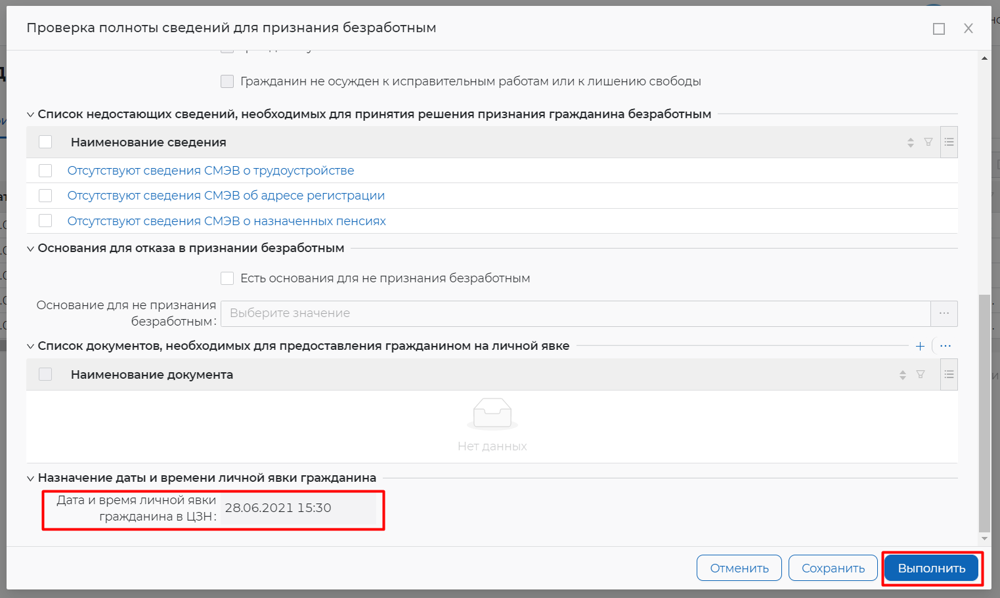 Проверка полноты сведений для признания безработным
Гражданин не осужден к исправительным работам или к лишению свободы
Список недостающих сведений, необходимых для принятия решения признания гражданина безработным
Наименование сведения
Отсутствуют сведения СМЭВ о трудоустройстве
Отсутствуют сведения СМЭВ об адресе регистрации
Отсутствуют сведения СМЭВ о назначенных пенсиях
Основания для отказа в признании безработным
Есть основания для не признания безработным
Основание для не признания
безработным:
Выберите значение
Список документов, необходимых для предоставления гражданином на личной явке
Наименование документа
Нет данных
Назначение даты и времени личной явки гражданина
Дата и время личной явки
гражданина в ЦЗН:
28.06.2021 15:30
Отменить
Сохранить
Выполнить